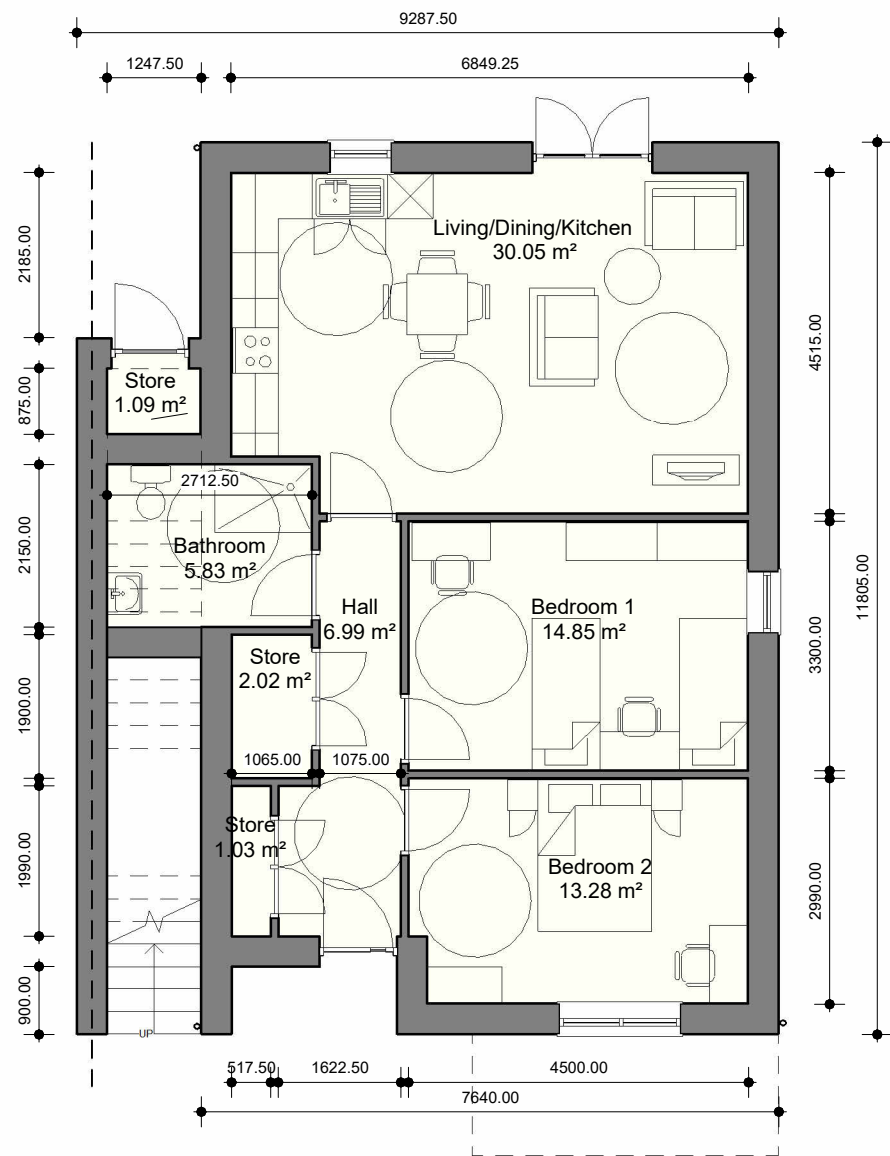 9287.50
1247.50
6849.25
2185.00
875.00
2150.00
1900.00
1990.00
900.00
Living/Dining/Kitchen
30.05 m²
Store
1.09 m²
2712.50
Bathroom
5.83 m²
Hall
6.99 m²
Bedroom 1
14.85 m²
Store
2.02 m²
1065.00
1075.00
Store
1.03 m²
Bedroom 2
13.28 m²
UP
4515.00
3300.00
2990.00
11805.00
517.50
1622.50
4500.00
7640.00